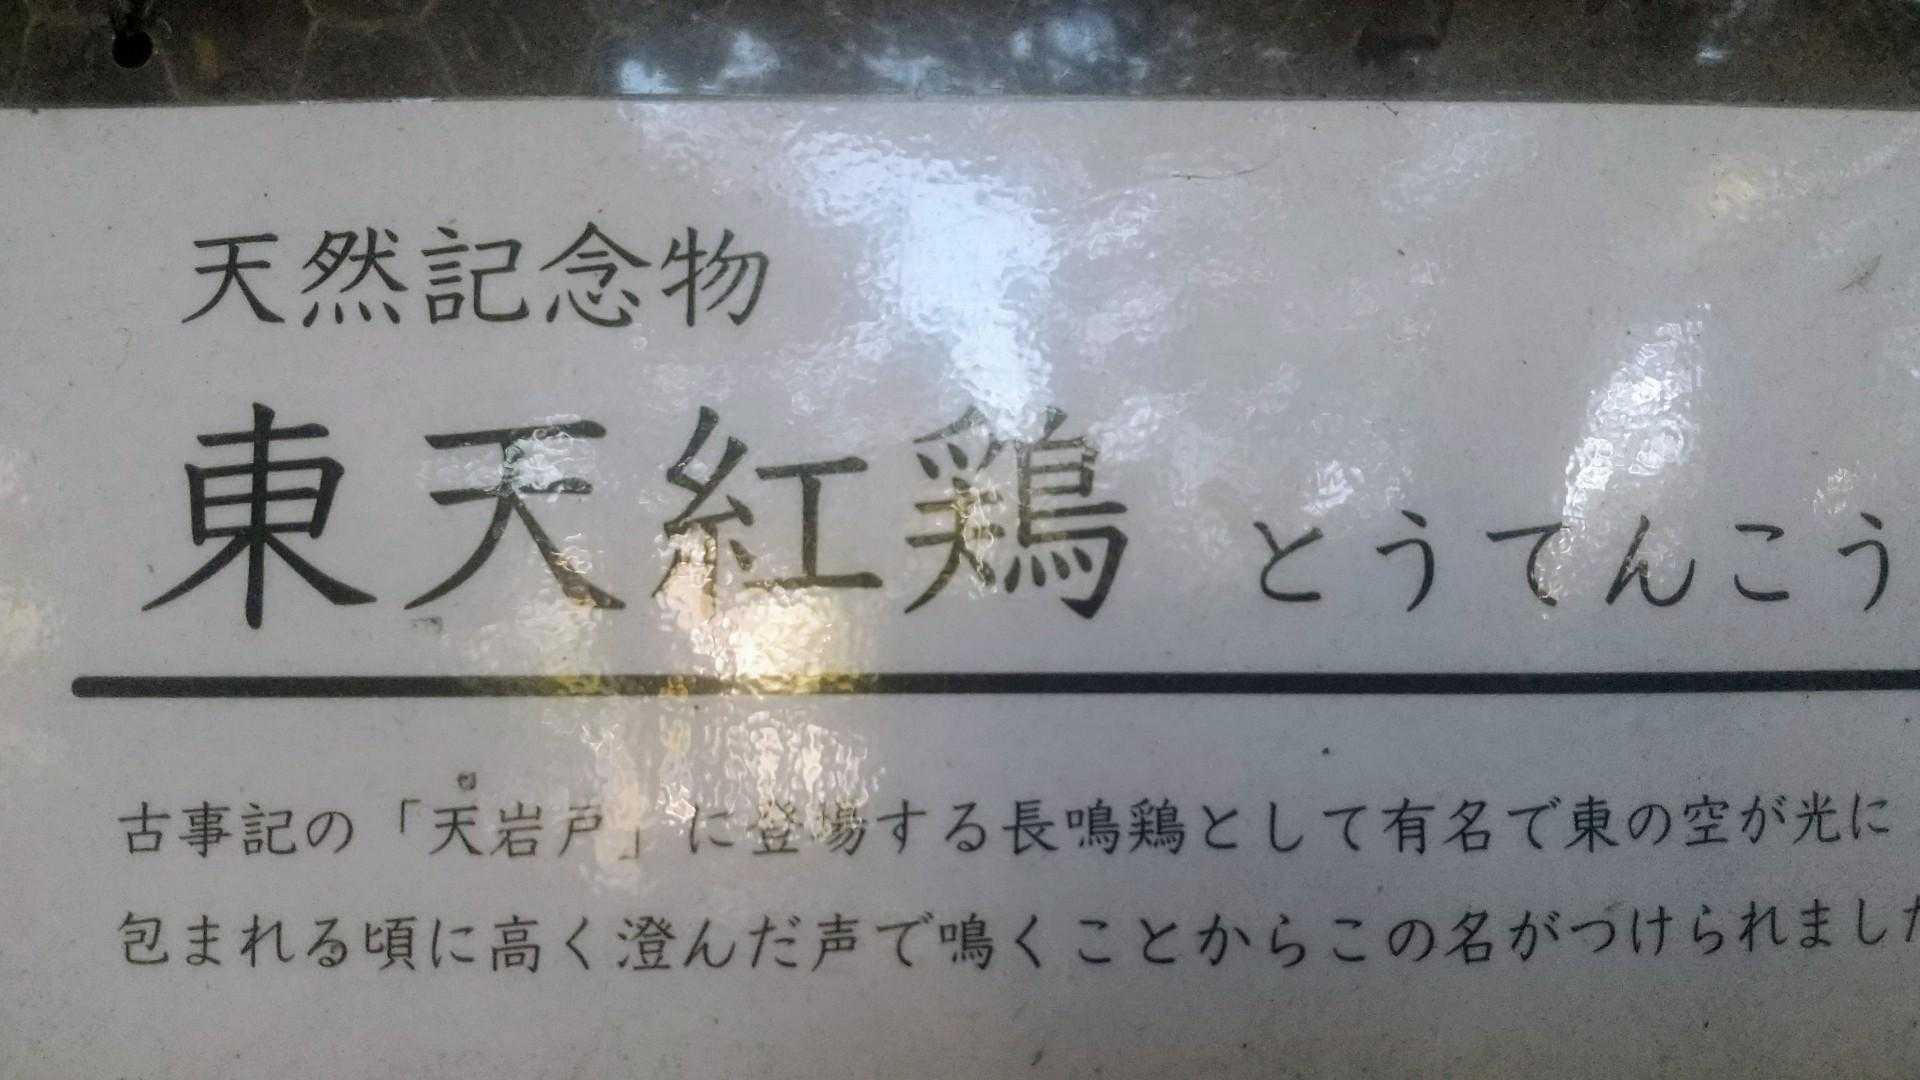 天然記念物
東天紅鶏 とうてんこう
古事記の「天岩戸」に登場する長鳴鶏として有名で東の空が光に
包まれる頃に高く澄んだ声で鳴くことからこの名がつけられました